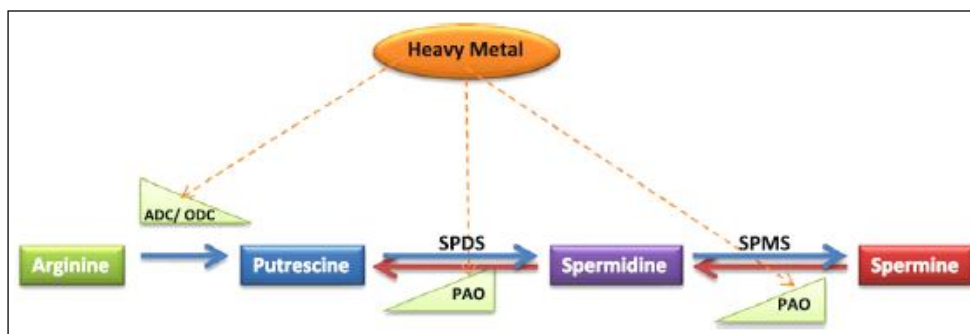 Heavy Metal
ADC/ ODC
SPDS
SPMS
Arginine
Putrescine
Spermidine
Spermine
PAO
PAO